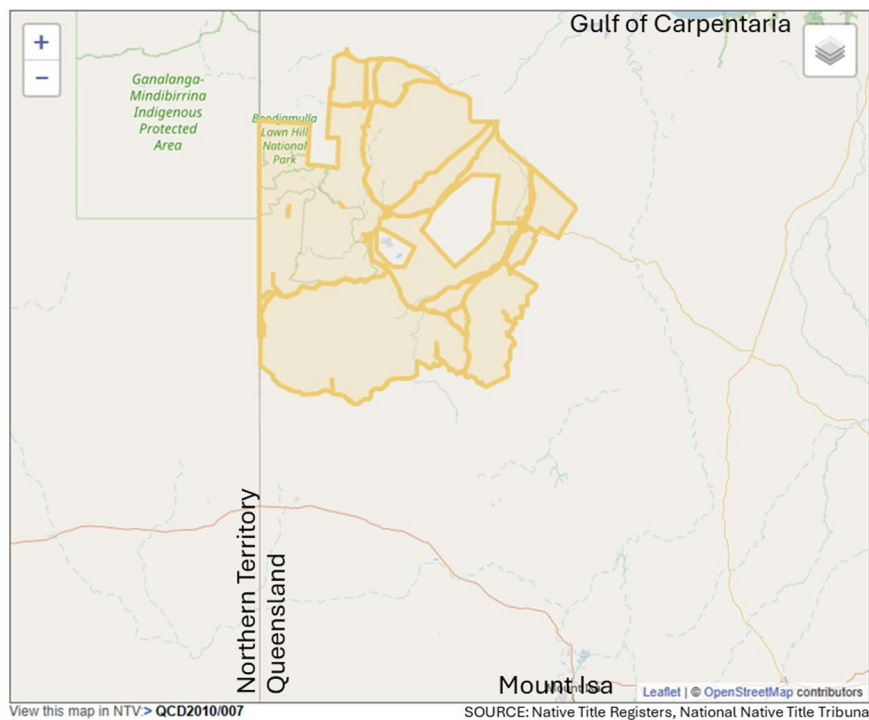 Gulf of Carpentaria
+
−
Ganalanga-
Mindibirrina
Indigenous
Protected
Area
Boodjamulla
Lawn Hill
National
Park
Northern Territory
Queensland
Mount Isa
Leaflet | © OpenStreetMap contributors
View this map in NTV:> QCD2010/007
SOURCE: Native Title Registers, National Native Title Tribuna